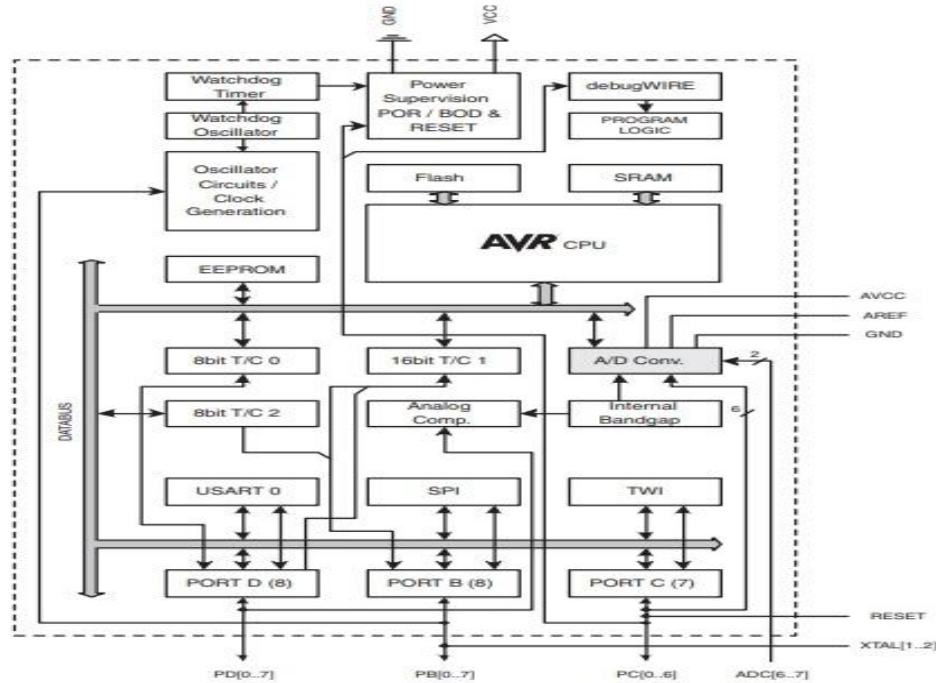 GND
VCC
Watchdog
Timer
Power
Supervision
POR / BOD &
RESET
debugWIRE
Watchdog
Oscillator
PROGRAM
LOGIC
Oscillator
Circuits /
Clock
Generation
Flash
SRAM
AVR CPU
EEPROM
AVCC
AREF
GND
8bit T/C 0
16bit T/C 1
A/D Conv.
2
8bit T/C 2
Analog
Comp.
Internal
Bandgap
6
DATABUS
USART 0
SPI
TWI
PORT D (8)
PORT B (8)
PORT C (7)
RESET
XTAL[1..2]
PD[0..7]
PB[0..7]
PC[0..6]
ADC[6..7]